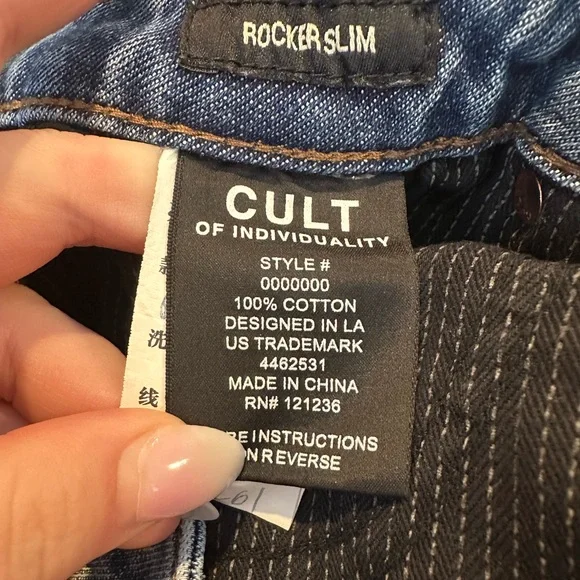 ROCKER SLIM
CULT
OF INDIVIDUALITY
STYLE #
0000000
100% COTTON
DESIGNED IN LA
US TRADEMARK
4462531
MADE IN CHINA
RN# 121236
RE INSTRUCTIONS
ON REVERSE
洗
线